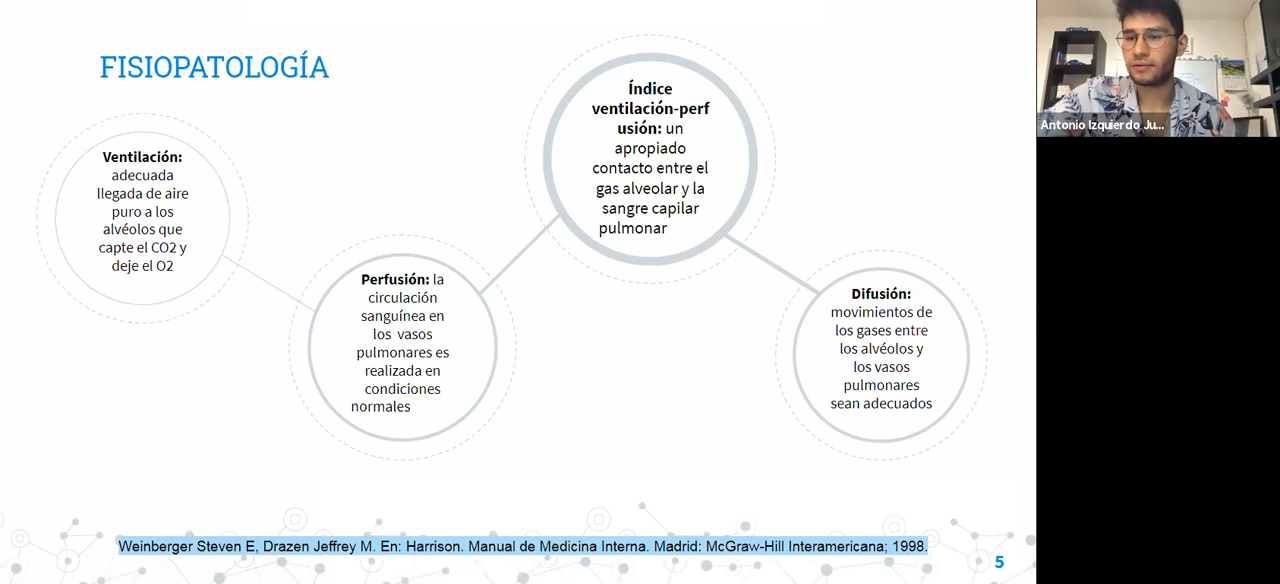 FISIOPATOLOGÍA
Ventilación:
adecuada
llegada de aire
puro a los
alvéolos que
capte el CO2 y
deje el O2
Perfusión: la
circulación
sanguínea en
los vasos
pulmonares es
realizada en
condiciones
normales
Índice
ventilación-perf
usión: un
apropiado
contacto entre el
gas alveolar y la
sangre capilar
pulmonar
Difusión:
movimientos de
los gases entre
los alvéolos y
los vasos
pulmonares
sean adecuados
Weinberger Steven E, Drazen Jeffrey M. En: Harrison. Manual de Medicina Interna. Madrid: McGraw-Hill Interamericana; 1998.
5
Antonio Izquierdo Ju...